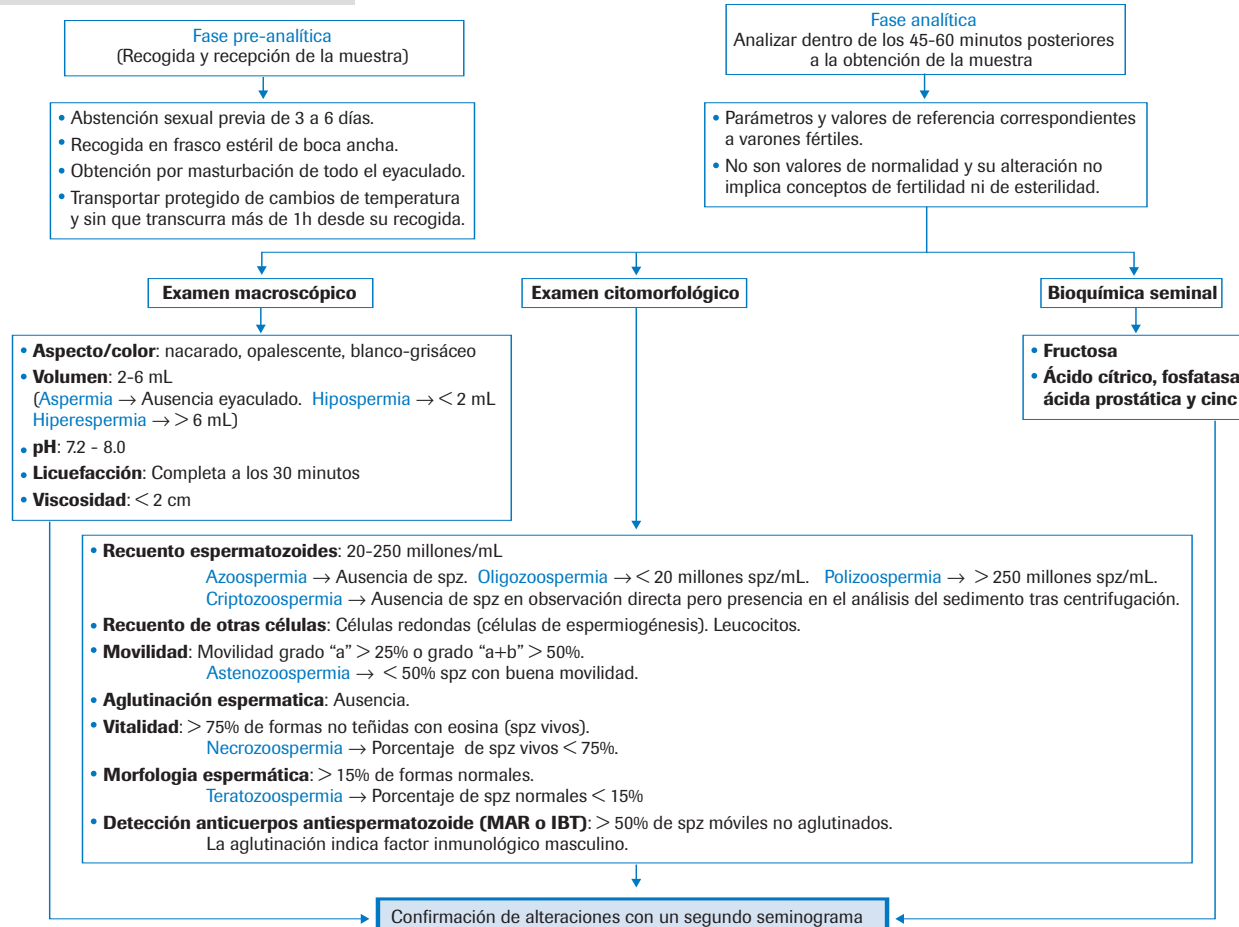 Fase pre-analítica
(Recogida y recepción de la muestra)
• Abstención sexual previa de 3 a 6 días.
• Recogida en frasco estéril de boca ancha.
• Obtención por masturbación de todo el eyaculado.
• Transportar protegido de cambios de temperatura
y sin que transcurra más de 1h desde su recogida.
Fase analítica
Analizar dentro de los 45-60 minutos posteriores
a la obtención de la muestra
• Parámetros y valores de referencia correspondientes
a varones fértiles.
• No son valores de normalidad y su alteración no
implica conceptos de fertilidad ni de esterilidad.
Examen macroscópico
• Aspecto/color: nacarado, opalescente, blanco-grisáceo
• Volumen: 2-6 mL
(Aspermia → Ausencia eyaculado. Hipospermia → < 2 mL
Hiperespermia → > 6 mL)
• pH: 7.2 - 8.0
• Licuefacción: Completa a los 30 minutos
• Viscosidad: < 2 cm
Examen citomorfológico
Bioquímica seminal
• Fructosa
• Ácido cítrico, fosfatasa
ácida prostática y cinc
• Recuento espermatozoides: 20-250 millones/mL
Azoospermia → Ausencia de spz. Oligozoospermia → < 20 millones spz/mL. Polizoospermia → > 250 millones spz/mL.
Criptozoospermia → Ausencia de spz en observación directa pero presencia en el análisis del sedimento tras centrifugación.
• Recuento de otras células: Células redondas (células de espermiogénesis). Leucocitos.
• Movilidad: Movilidad grado “a” > 25% o grado “a+b” > 50%.
Astenozoospermia → < 50% spz con buena movilidad.
• Aglutinación espermatica: Ausencia.
• Vitalidad: > 75% de formas no teñidas con eosina (spz vivos).
Necrozoospermia → Porcentaje de spz vivos < 75%.
• Morfologia espermática: > 15% de formas normales.
Teratozoospermia → Porcentaje de spz normales < 15%
• Detección anticuerpos antiespermatozoide (MAR o IBT): > 50% de spz móviles no aglutinados.
La aglutinación indica factor inmunológico masculino.
Confirmación de alteraciones con un segundo seminograma